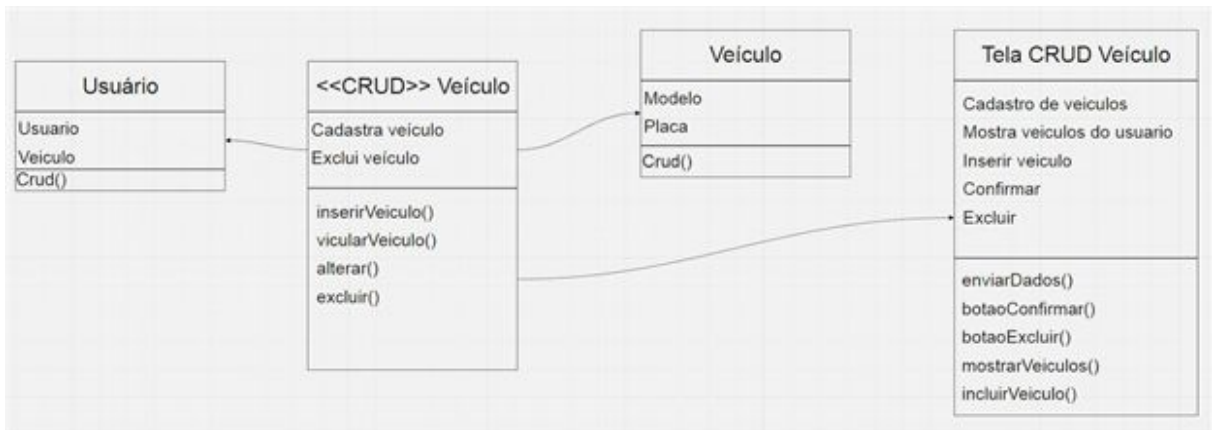 Usuário
Usuario
Veiculo
Crud()
<<CRUD>> Veículo
Cadastra veículo
Exclui veículo
inserirVeiculo()
vicularVeiculo()
alterar()
excluir()
Veículo
Modelo
Placa
Crud()
Tela CRUD Veículo
Cadastro de veiculos
Mostra veiculos do usuario
Inserir veiculo
Confirmar
Excluir
enviarDados()
botaoConfirmar()
botaoExcluir()
mostrarVeiculos()
incluirVeiculo()